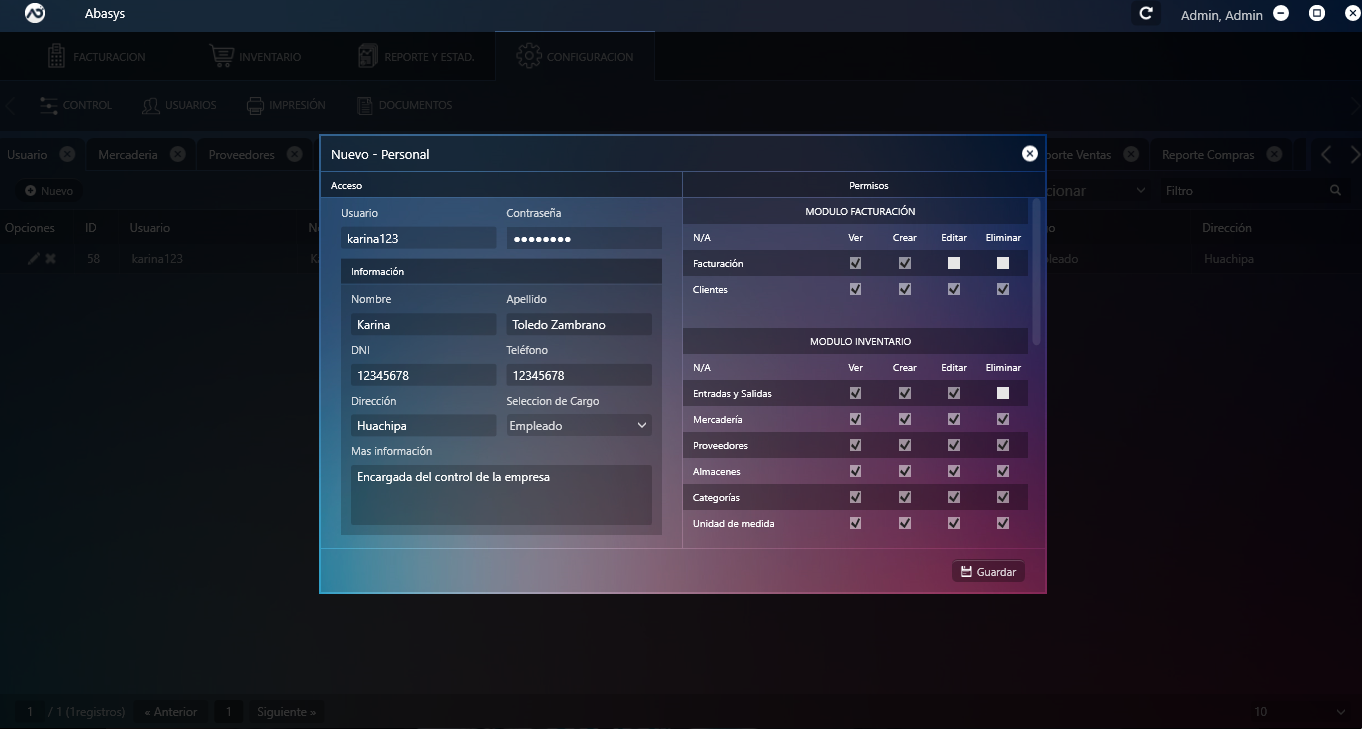 Abasys
Admin, Admin
FACTURACION INVENTARIO REPORTE Y ESTAD. CONFIGURACION
CONTROL USUARIOS IMPRESIÓN DOCUMENTOS
Usuario Mercaderia Proveedores porte Ventas Reporte Compras
Nuevo cionar Filtro
Opciones ID Usuario Dirección
58 karina123 leado Huachipa
Nuevo - Personal
Acceso
Usuario Contraseña
karina123 ●●●●●●●●
Información
Nombre Apellido
Karina Toledo Zambrano
DNI Teléfono
12345678 12345678
Dirección Seleccion de Cargo
Huachipa Empleado
Mas información
Encargada del control de la empresa
Permisos
MODULO FACTURACIÓN
N/A Ver Crear Editar Eliminar
Facturación
Clientes
MODULO INVENTARIO
N/A Ver Crear Editar Eliminar
Entradas y Salidas
Mercadería
Proveedores
Almacenes
Categorías
Unidad de medida
Guardar
1 / 1 (1registros) « Anterior 1 Siguiente » 10